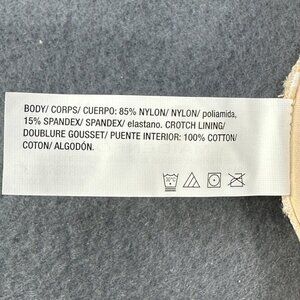 BODY/ CORPS/ CUERPO: 85% NYLON/ NYLON/ poliamida,
15% SPANDEX/ SPANDEX/ elastano. CROTCH LINING/
DOUBLURE GOUSSET/ PUENTE INTERIOR: 100% COTTON/
COTON/ ALGODÓN.